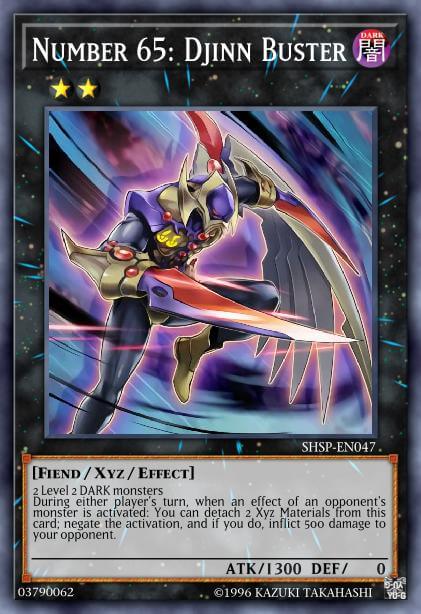 NUMBER 65: DJINN BUSTER
DARK
闇
65
SHSP-EN047
[FIEND / XYZ / EFFECT]
2 Level 2 DARK monsters
During either player's turn, when an effect of an opponent's
monster is activated: You can detach 2 Xyz Materials from
this card; negate the activation, and if you do, inflict 500 damage to
your opponent.
ATK/1300 DEF/ 0
03790062
©1996 KAZUKI TAKAHASHI